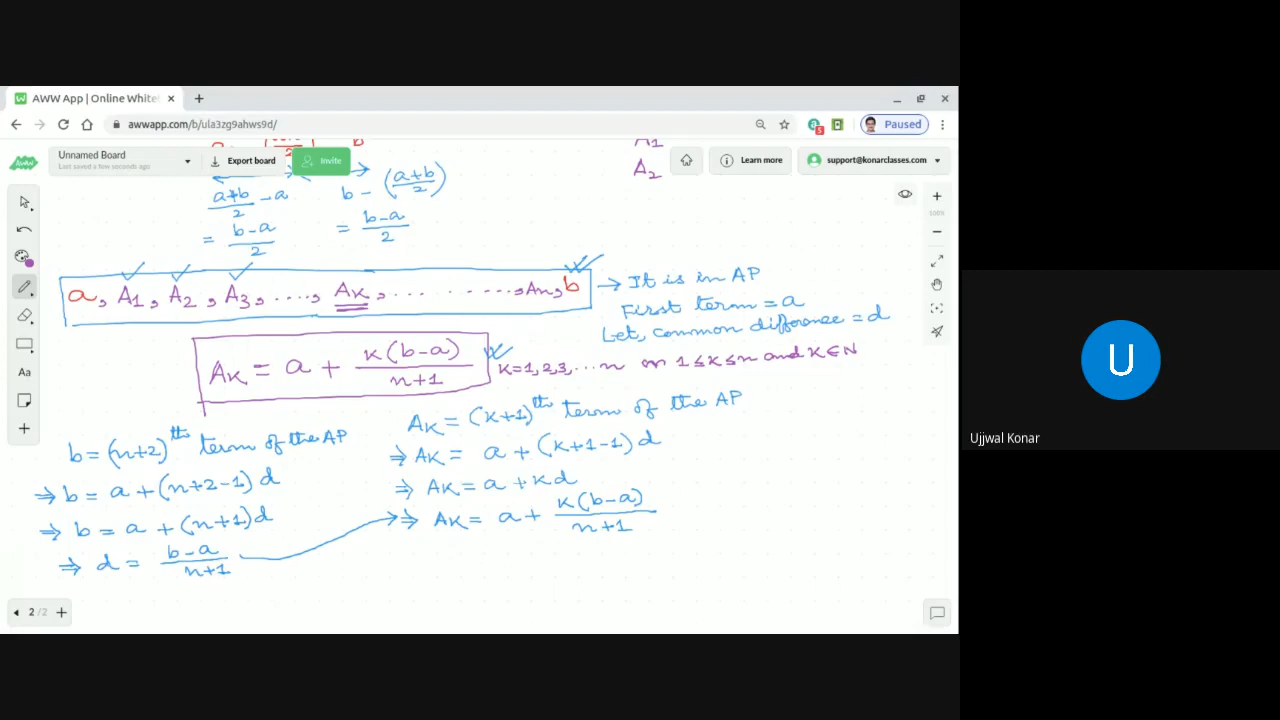 AWW App | Online White
awwapp.com/b/ula3zg9ahws9d/
Paused
Unnamed Board
Last saved a few seconds ago
Export board
Invite
Learn more
support@konarclasses.com
b
A1
A2
(a+b)/2 - a
b - ((a+b)/2)
= (b-a)/2
= (b-a)/2
a, A1, A2, A3, ....., AK, ............, An, b
→ It is in AP
First term = a
Let, common difference = d
AK = a + K(b-a)/(n+1)
K=1,2,3,...n or 1≤K≤n and K∈N
b = (n+2)th term of the AP
⇒ b = a + (n+2-1)d
⇒ b = a + (n+1)d
⇒ d = (b-a)/(n+1)
AK = (K+1)th term of the AP
⇒ AK = a + (K+1-1)d
⇒ AK = a + Kd
⇒ AK = a + K(b-a)/(n+1)
Aa
2 / 2
U
Ujjwal Konar